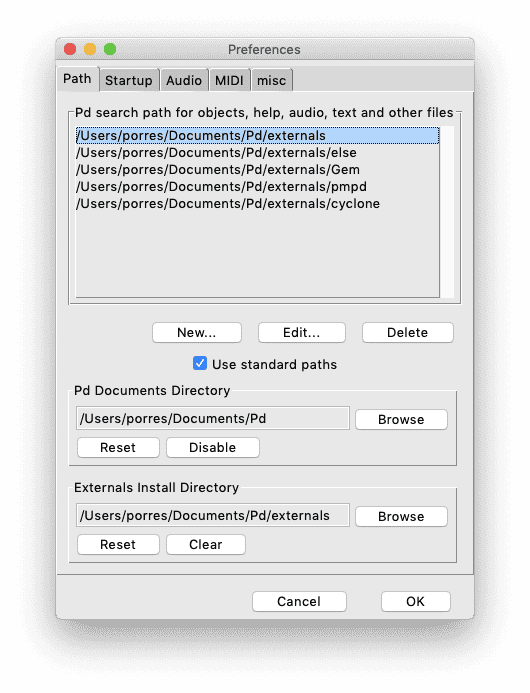 Preferences
Path Startup Audio MIDI misc
Pd search path for objects, help, audio, text and other files
/Users/porres/Documents/Pd/externals
/Users/porres/Documents/Pd/externals/else
/Users/porres/Documents/Pd/externals/Gem
/Users/porres/Documents/Pd/externals/pmpd
/Users/porres/Documents/Pd/externals/cyclone
New... Edit... Delete
Use standard paths
Pd Documents Directory
/Users/porres/Documents/Pd Browse
Reset Disable
Externals Install Directory
/Users/porres/Documents/Pd/externals Browse
Reset Clear
Cancel OK